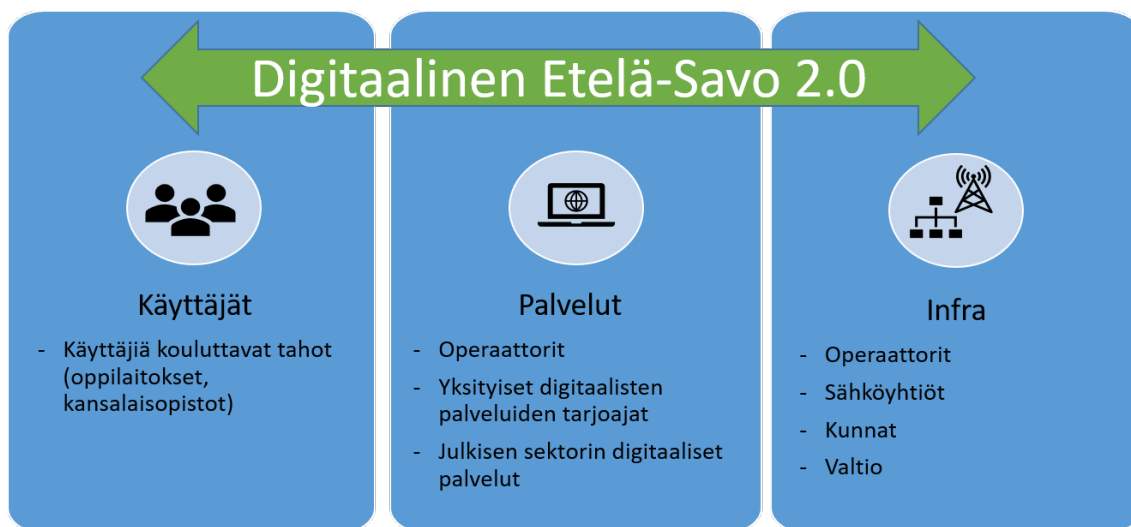 Digitaalinen Etelä-Savo 2.0
Käyttäjät
- Käyttäjiä kouluttavat tahot
(oppilaitokset,
kansalaisopistot)
Palvelut
- Operaattorit
- Yksityiset digitaalisten
palveluiden tarjoajat
- Julkisen sektorin digitaaliset
palvelut
Infra
- Operaattorit
- Sähköyhtiöt
- Kunnat
- Valtio